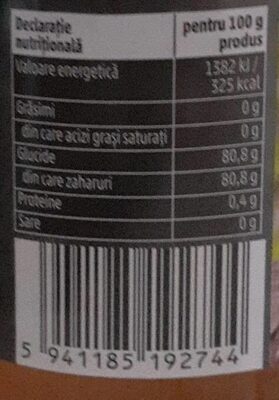 Declarație nutrițională
pentru 100 g produs
Valoare energetică 1382 kJ / 325 kcal
Grăsimi 0 g
din care acizi grași saturați 0 g
Glucide 80,8 g
din care zaharuri 80,8 g
Proteine 0,4 g
Sare 0 g
5 941185 192744